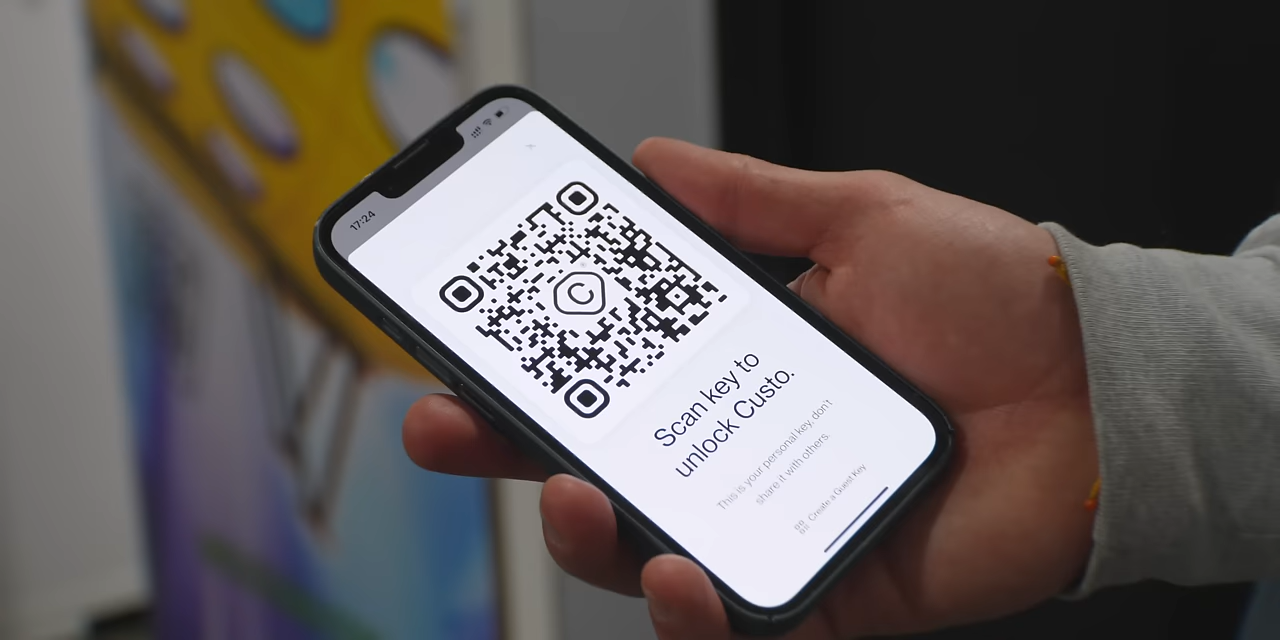 17:24
C
Scan key to
unlock Custo.
This is your personal key, don't
share it with others.
Create a Guest Key